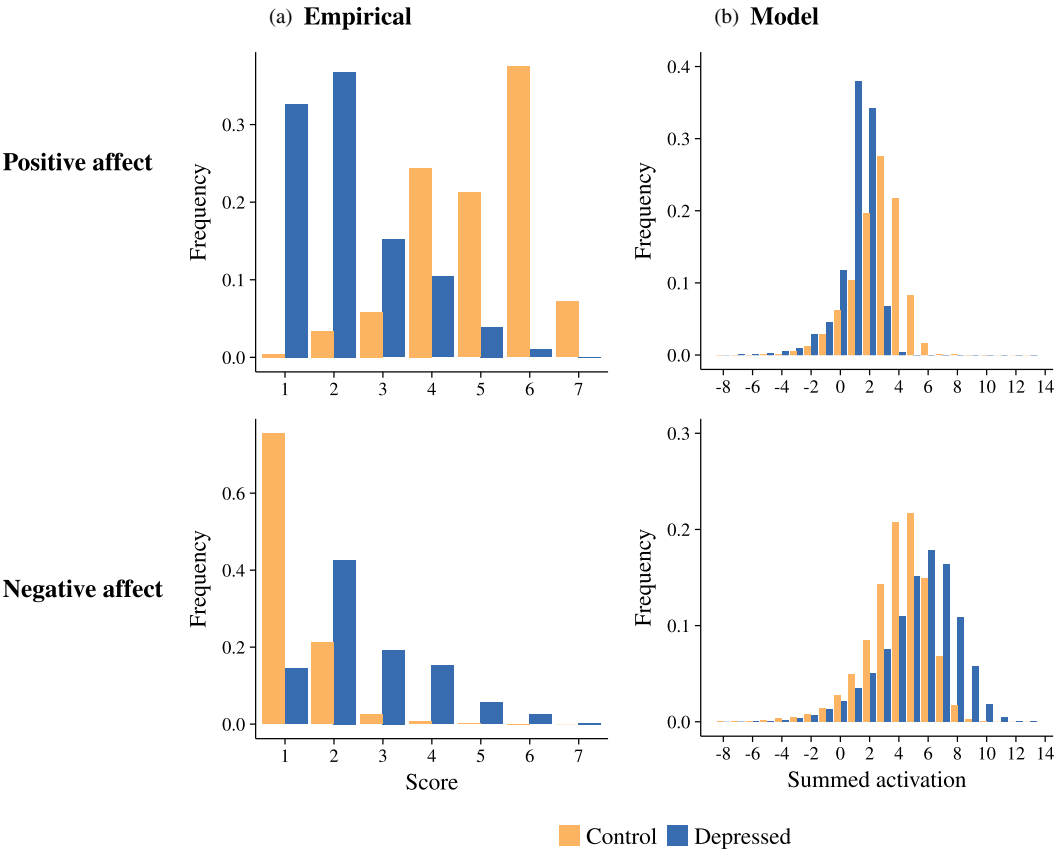 (a) Empirical
(b) Model
Positive affect
Frequency
0.3
0.2
0.1
0.0
1 2 3 4 5 6 7
Frequency
0.4
0.3
0.2
0.1
0.0
-8 -6 -4 -2 0 2 4 6 8 10 12 14
Negative affect
Frequency
0.6
0.4
0.2
0.0
1 2 3 4 5 6 7
Score
Frequency
0.3
0.2
0.1
0.0
-8 -6 -4 -2 0 2 4 6 8 10 12 14
Summed activation
Control Depressed